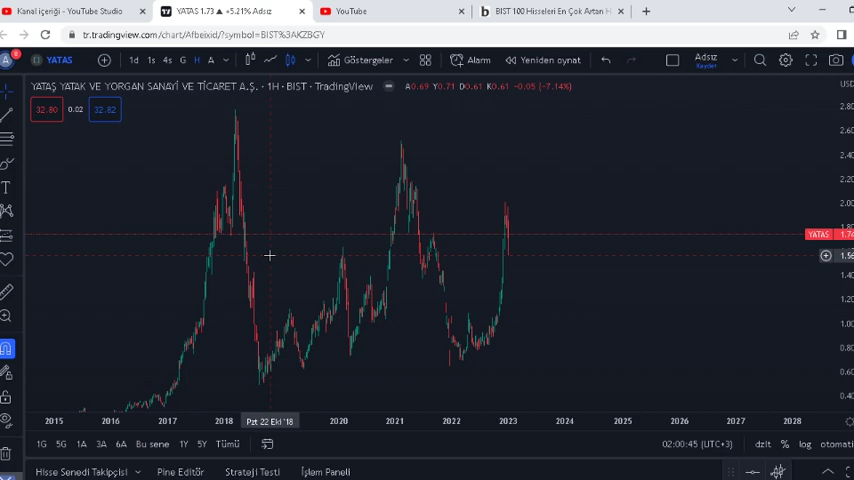 Kanal içeriği - YouTube Studio
YATAS 1.73 ▲ +5.21% Adsız
YouTube
BIST 100 Hisseleri En Çok Artan H
tr.tradingview.com/chart/Afbeixid/?symbol=BIST%3AKZBGY
A
8
YATAS
1d 1s 4s G H A
Göstergeler
Alarm
Yeniden oynat
Adsız
Kaydet
YATAŞ YATAK VE YORGAN SANAYİ VE TİCARET A.Ş. · 1H · BIST · TradingView
A0.69 Y0.71 D0.61 K0.61 -0.05 (-7.14%)
USD
32.80 0.02 32.82
2.80
2.60
2.40
2.20
2.00
1.80
YATAS 1.74
1.56
1.40
1.20
1.00
0.80
0.60
0.40
2015 2016 2017 2018 Pzt 22 Eki '18 2020 2021 2022 2023 2024 2025 2026 2027 2028
1G 5G 1A 3A 6A Bu sene 1Y 5Y Tümü
02:00:45 (UTC+3) dzlt % log otomati
Hisse Senedi Takipçisi Pine Editör Strateji Testi İşlem Paneli